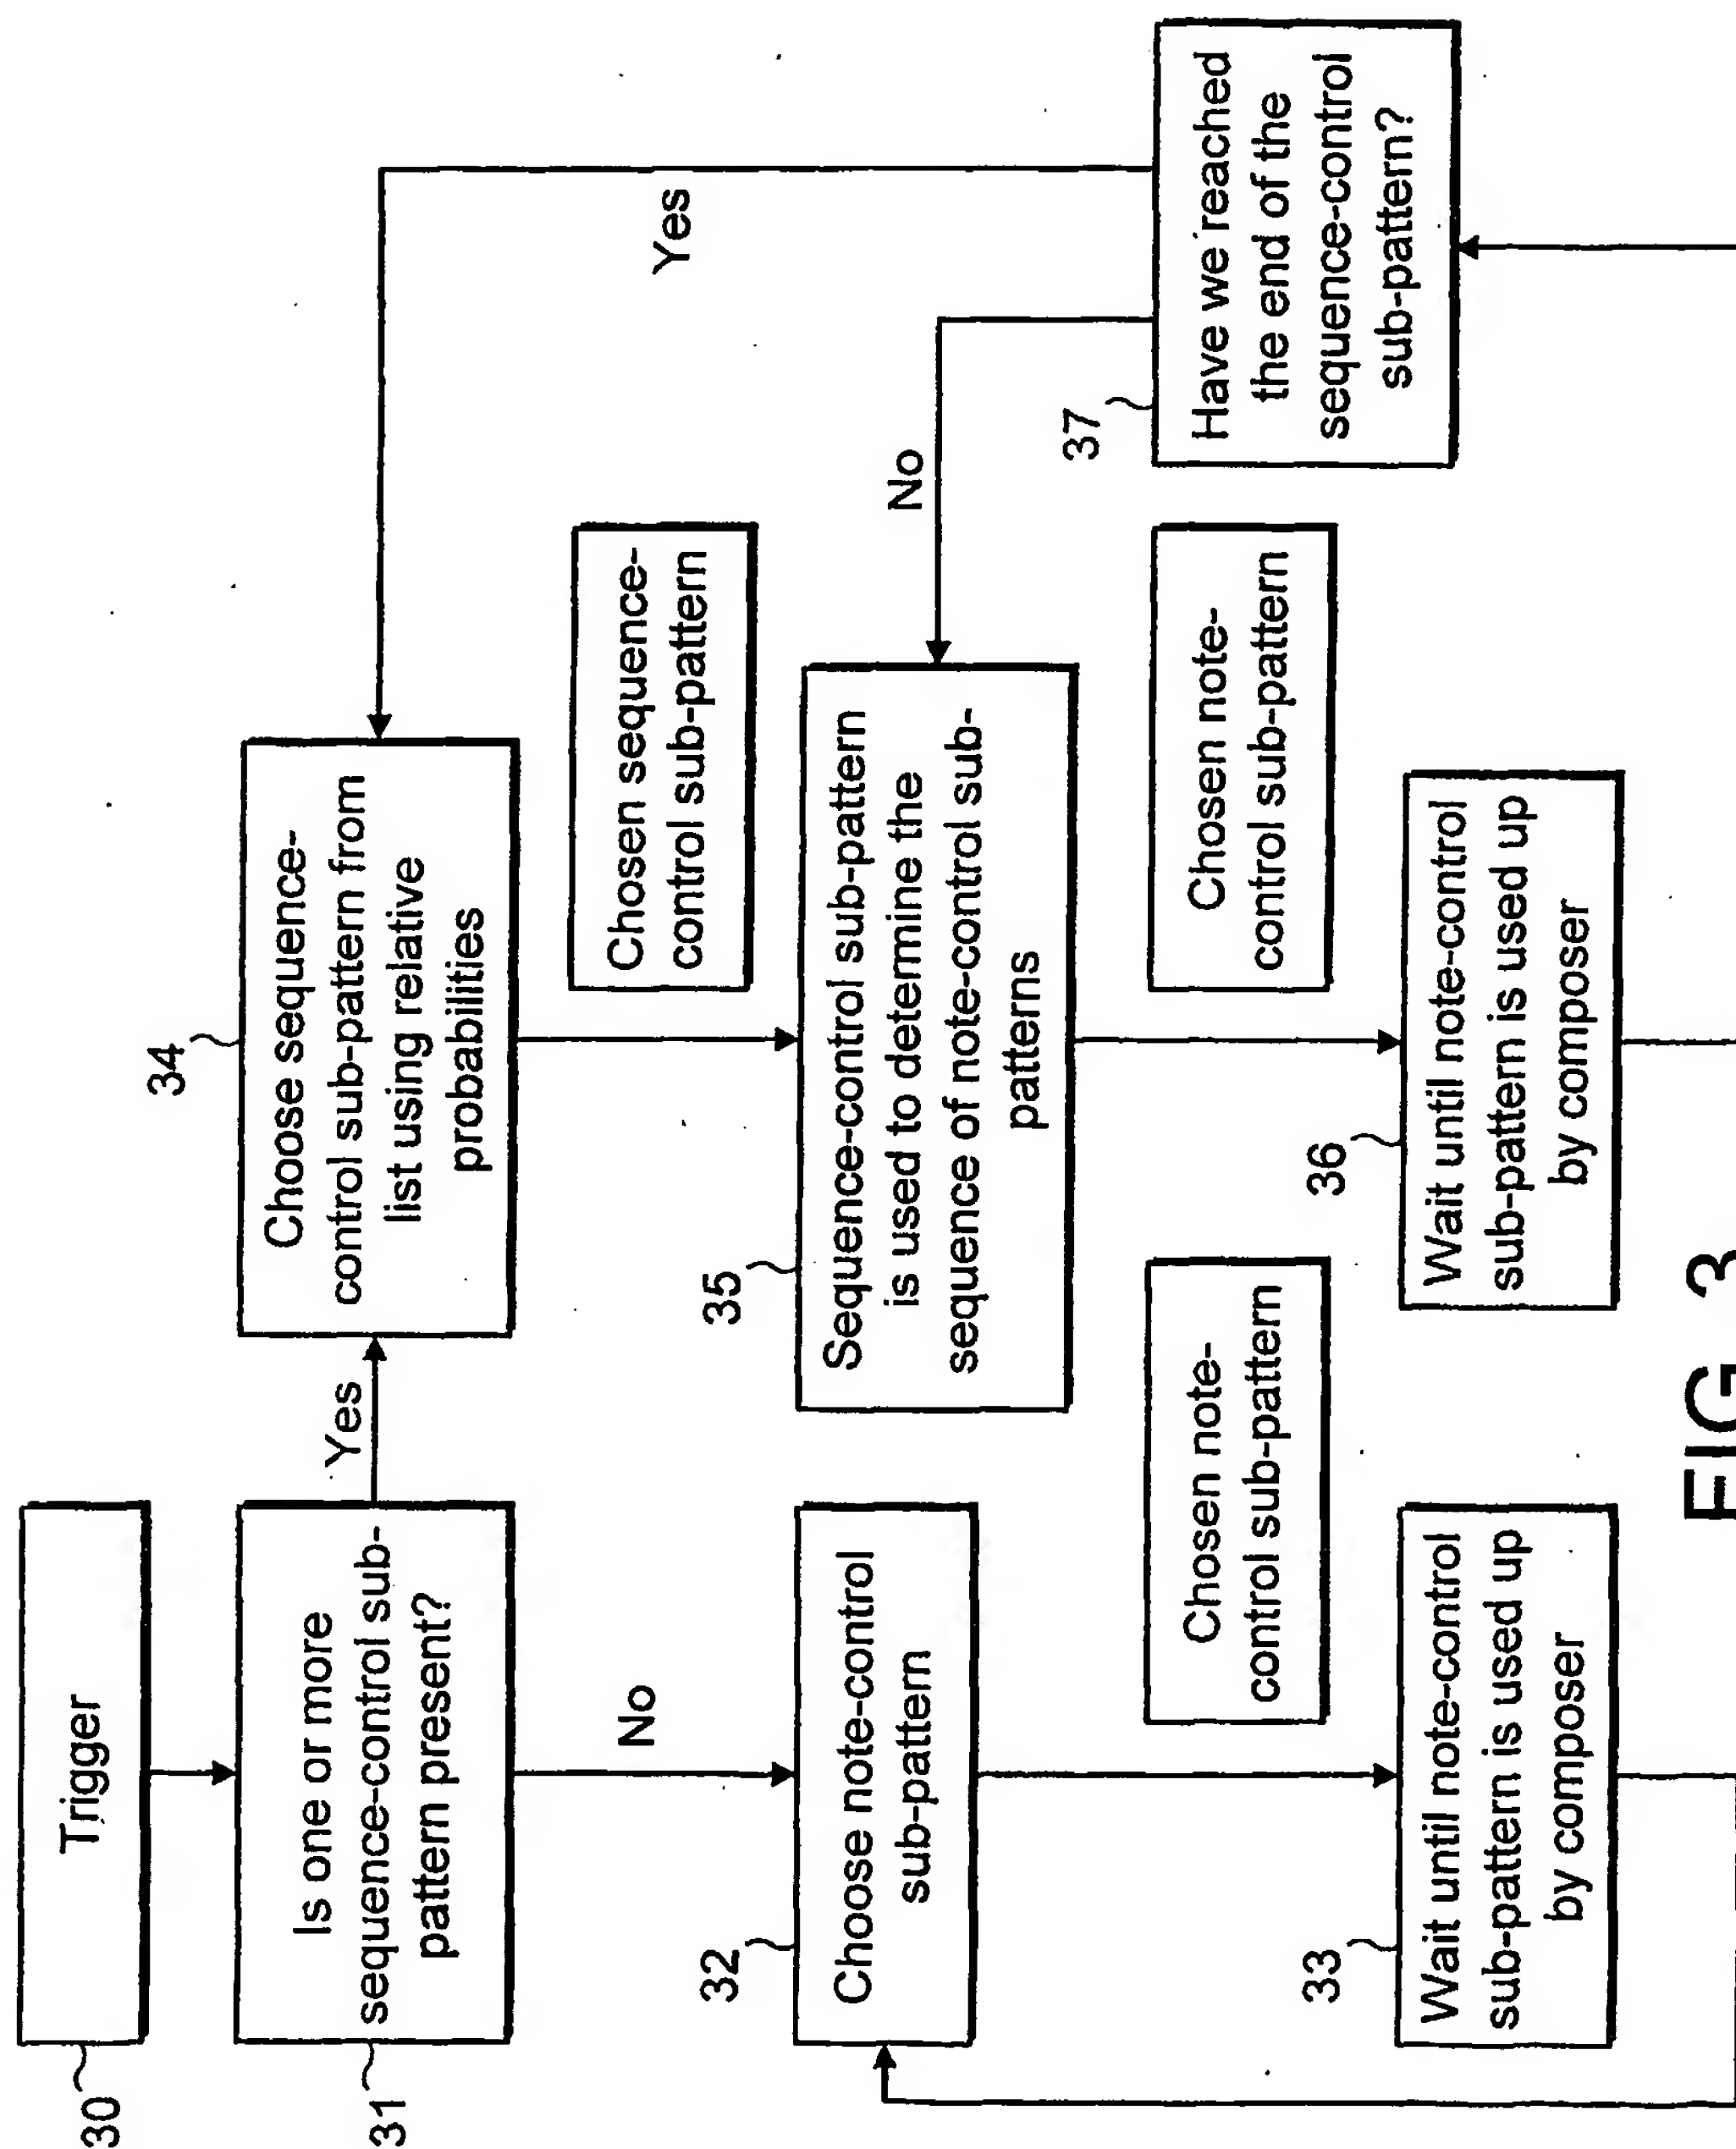 30
Trigger
31
Is one or more
sequence-control sub-
pattern present?
Yes
34
Choose sequence-
control sub-pattern from
list using relative
probabilities
Yes
No
Chosen sequence-
control sub-pattern
32
Choose note-control
sub-pattern
35
Sequence-control sub-pattern
is used to determine the
sequence of note-control sub-
patterns
No
37
Have we reached
the end of the
sequence-control
sub-pattern?
Chosen note-
control sub-pattern
Chosen note-
control sub-pattern
33
Wait until note-control
sub-pattern is used up
by composer
36
Wait until note-control
sub-pattern is used up
by composer
FIG 3